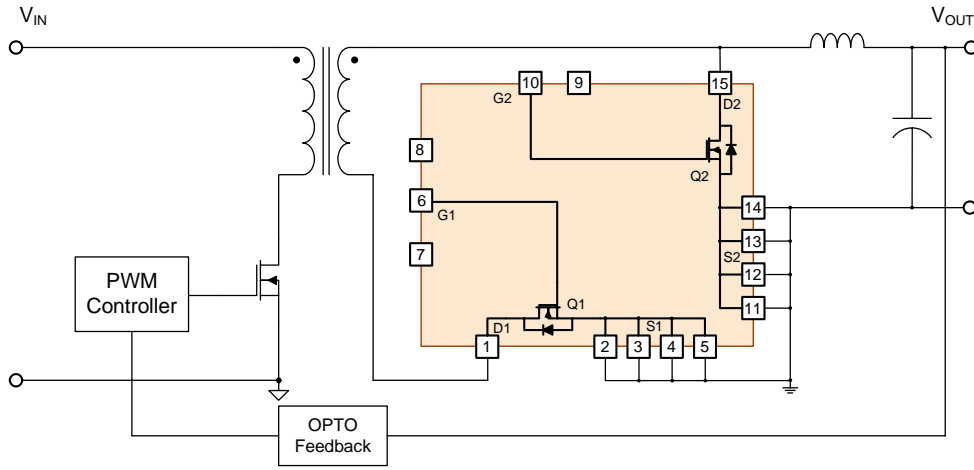 VIN
VOUT
10
9
15
G2
D2
8
Q2
6
G1
14
13
S2
12
11
7
PWM
Controller
Q1
D1
S1
1
2
3
4
5
OPTO
Feedback